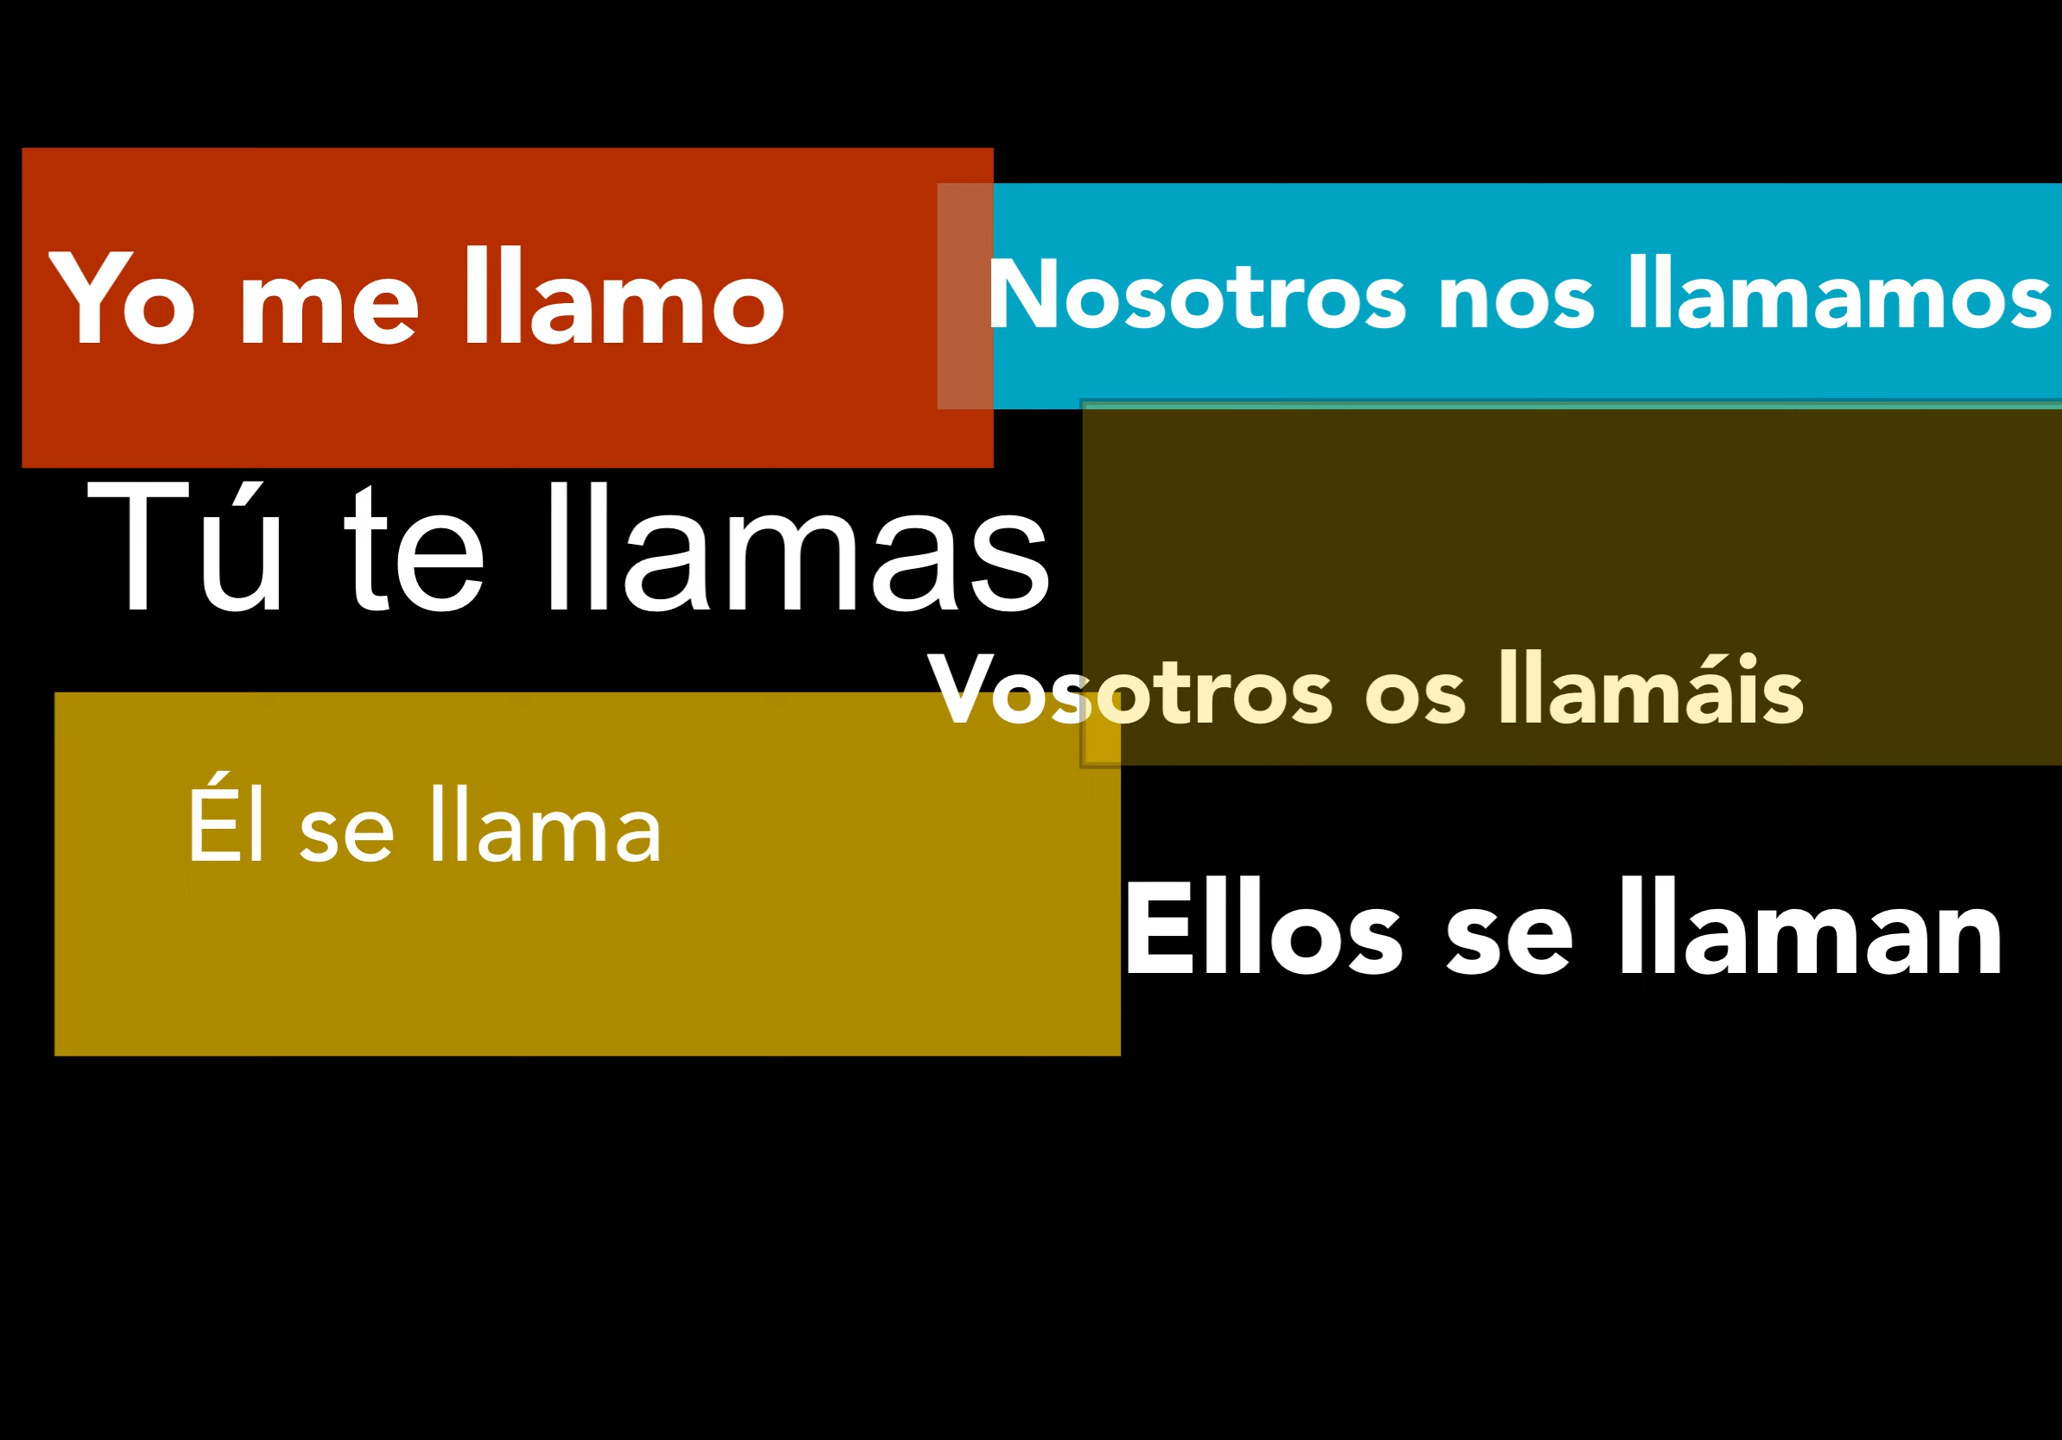 Yo me llamo
Nosotros nos llamamos
Tú te llamas
Vosotros os llamáis
Él se llama
Ellos se llaman